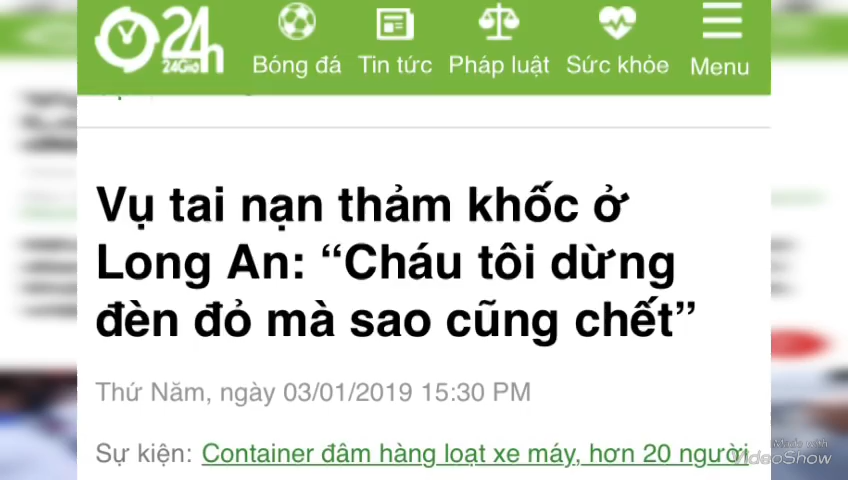 24h
24Giờ
Bóng đá
Tin tức
Pháp luật
Sức khỏe
Menu
Vụ tai nạn thảm khốc ở
Long An: “Cháu tôi dừng
đèn đỏ mà sao cũng chết”
Thứ Năm, ngày 03/01/2019 15:30 PM
Sự kiện: Container đâm hàng loạt xe máy, hơn 20 người
Made with
VideoShow